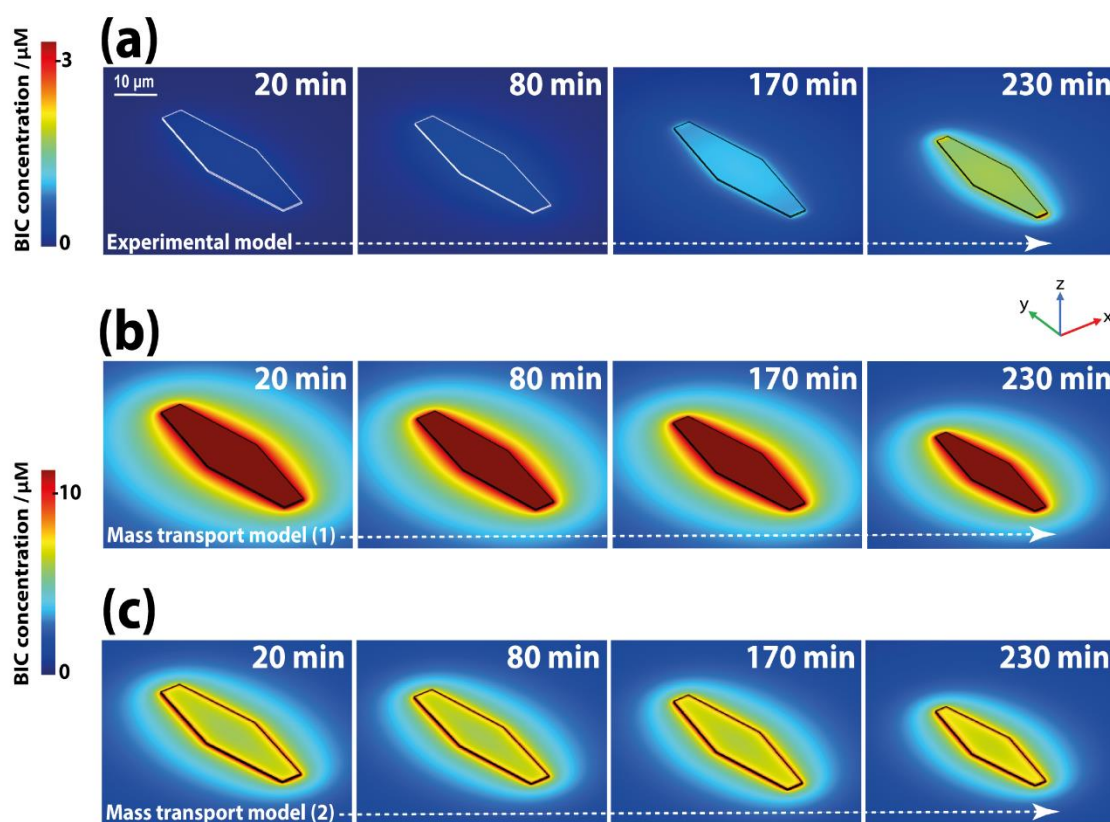 (a)
BIC concentration /μM
-3
0
10 μm
20 min
80 min
170 min
230 min
Experimental model
z
y
x
(b)
20 min
80 min
170 min
230 min
Mass transport model (1)
BIC concentration /μM
-10
0
(c)
20 min
80 min
170 min
230 min
Mass transport model (2)